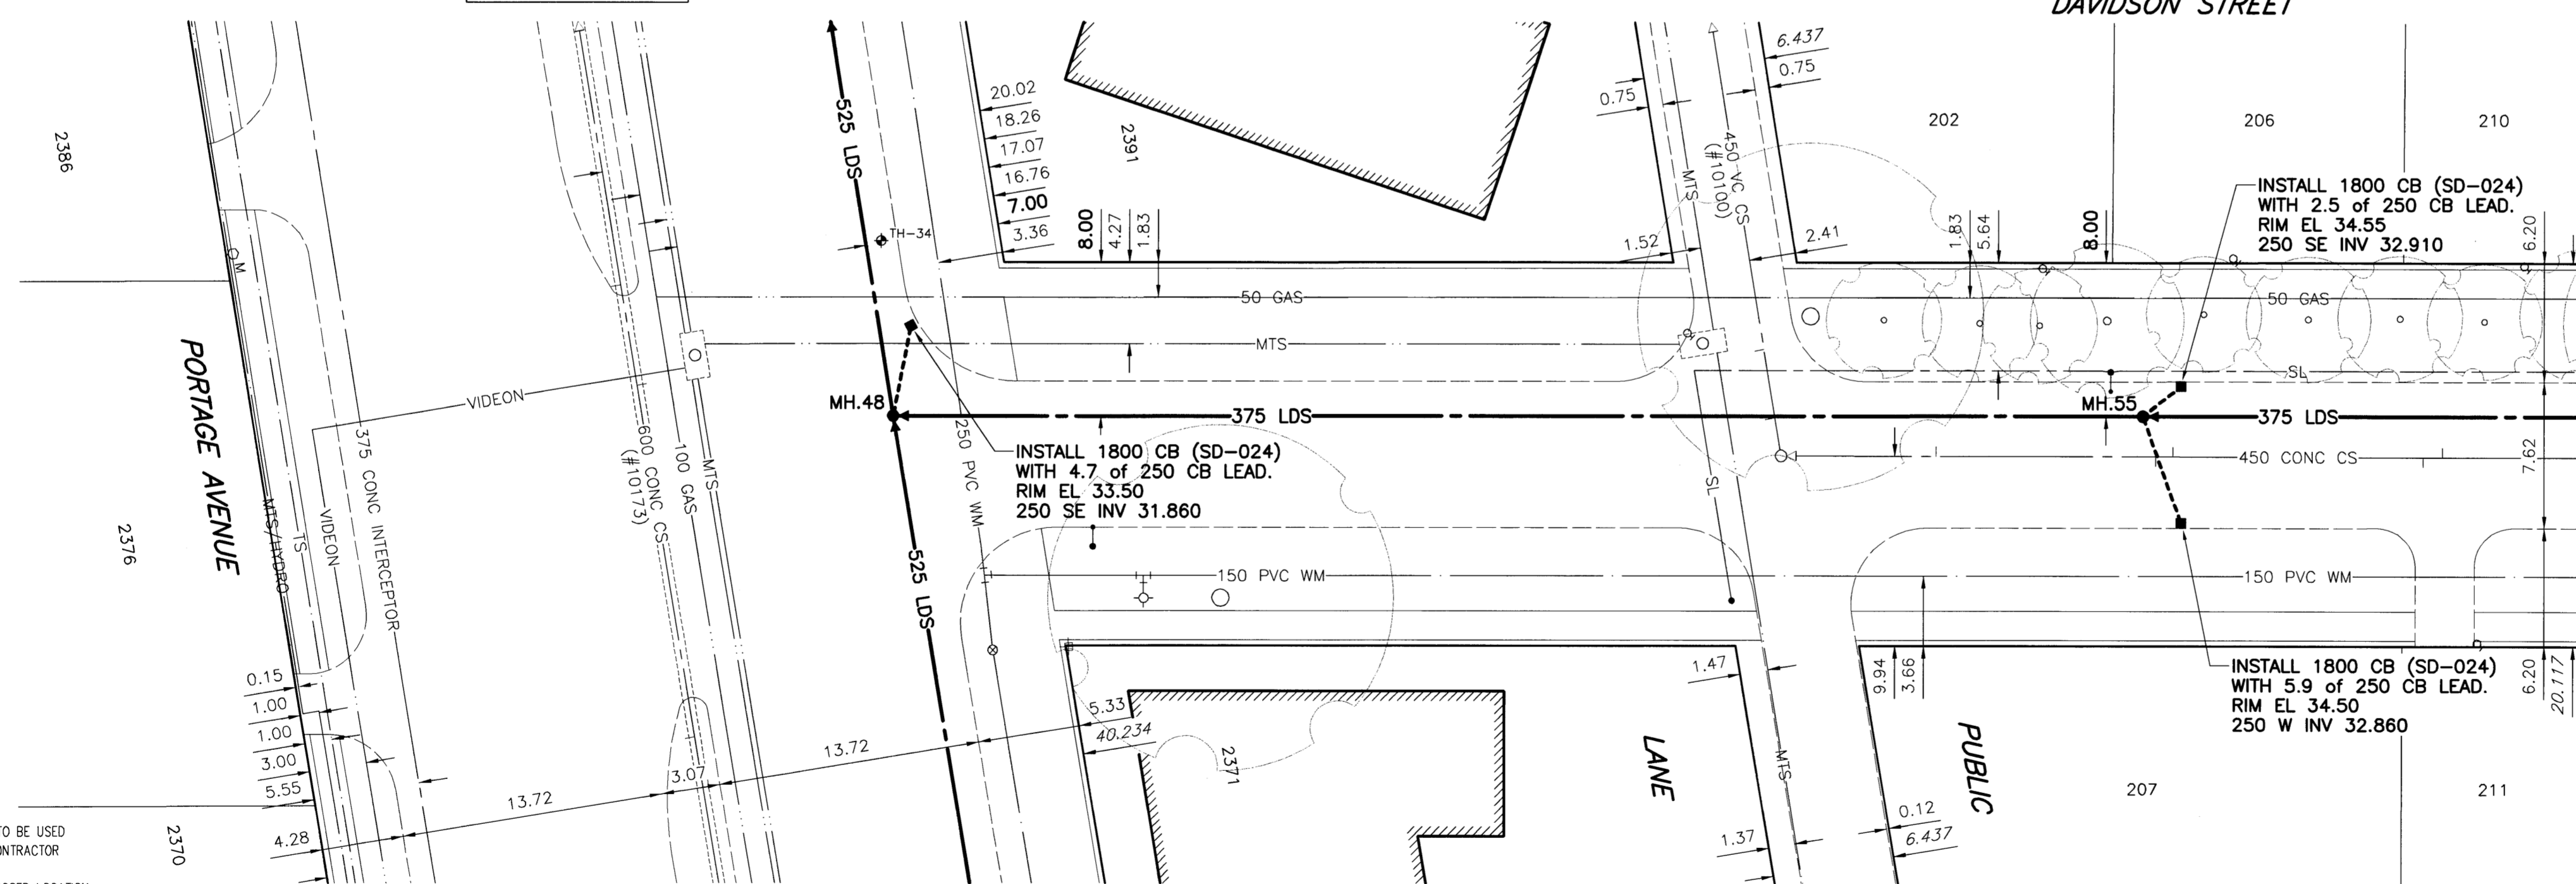 DAVIDSON STREET
2386
525 LDS
TH-34
20.02
18.26
17.07
16.76
7.00
3.36
2391
8.00
4.27
1.83
0.75
1.52
MTS
450 VC CS
(#10100)
6.437
0.75
2.41
202
206
210
1.83
5.64
8.00
INSTALL 1800 CB (SD-024)
WITH 2.5 of 250 CB LEAD.
RIM EL 34.55
250 SE INV 32.910
6.20
M
50 GAS
50 GAS
MTS
SL
PORTAGE AVENUE
VIDEON
MH.48
375 LDS
MH.55
375 LDS
INSTALL 1800 CB (SD-024)
WITH 4.7 of 250 CB LEAD.
RIM EL 33.50
250 SE INV 31.860
450 CONC CS
7.62
2376
MTS/HYDRO
MTS
VIDEON
375 CONC INTERCEPTOR
600 CONC CS
(#10173)
100 GAS
MTS
525 LDS
250 PVC WM
SL
150 PVC WM
150 PVC WM
0.15
1.00
1.00
3.00
5.55
4.28
13.72
3.07
13.72
5.33
40.234
2371
1.47
LANE
MTS
1.37
9.94
3.66
PUBLIC
0.12
6.437
INSTALL 1800 CB (SD-024)
WITH 5.9 of 250 CB LEAD.
RIM EL 34.50
250 W INV 32.860
6.20
20.117
207
211
TO BE USED
ONTRACTOR
2370